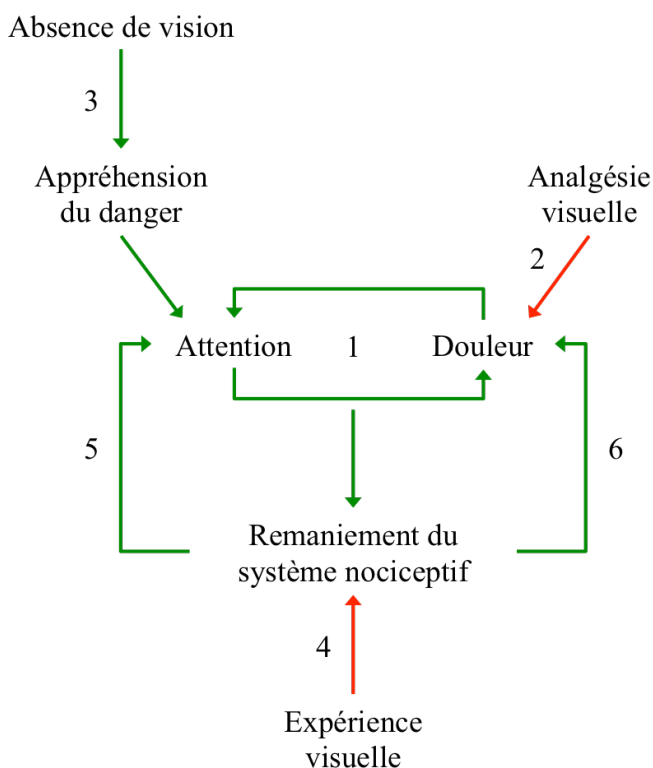 Absence de vision
3
Appréhension
du danger
Analgésie
visuelle
2
Attention
1
Douleur
5
6
Remaniement du
système nociceptif
4
Expérience
visuelle